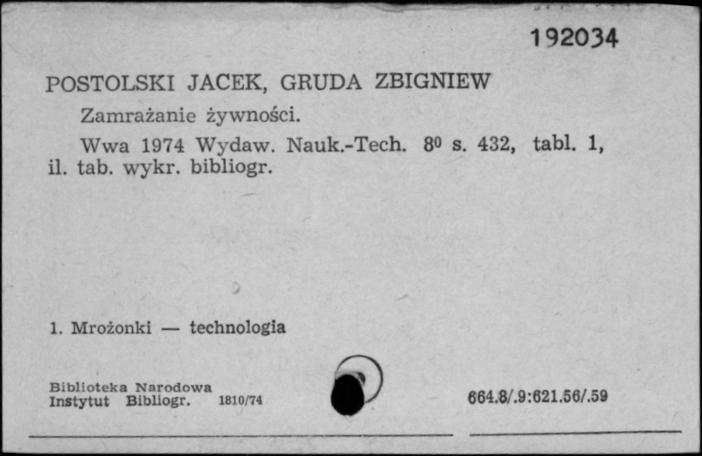 192034
POSTOLSKI JACEK, GRUDA ZBIGNIEW
Zamrażanie żywności.
Wwa 1974 Wydaw. Nauk.-Tech. 8⁰ s. 432, tabl. 1,
il. tab. wykr. bibliogr.
1. Mrożonki — technologia
Biblioteka Narodowa
Instytut Bibliogr. 1810/74
664.8/.9:621.56/.59